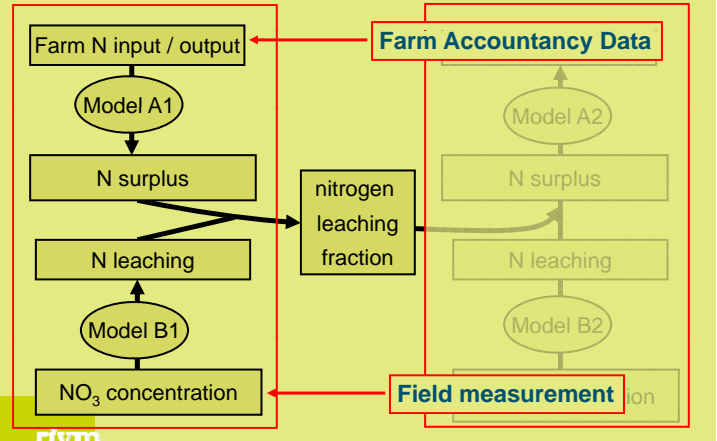 Farm N input / output
Farm Accountancy Data
Model A1
Model A2
N surplus
N surplus
nitrogen
leaching
fraction
N leaching
N leaching
Model B1
Model B2
NO₃ concentration
Field measurement